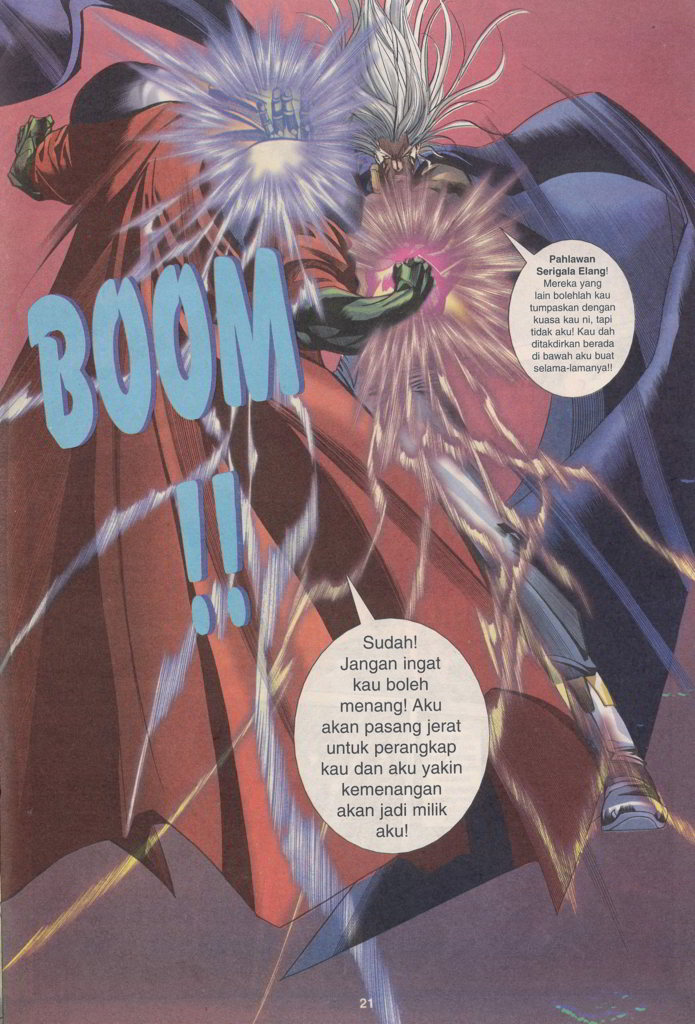 Pahlawan
Serigala Elang!
Mereka yang
lain bolehlah kau
tumpaskan dengan
kuasa kau ni, tapi
tidak aku! Kau dah
ditakdirkan berada
di bawah aku buat
selama-lamanya!!
BOOM
!!
Sudah!
Jangan ingat
kau boleh
menang! Aku
akan pasang jerat
untuk perangkap
kau dan aku yakin
kemenangan
akan jadi milik
aku!
21